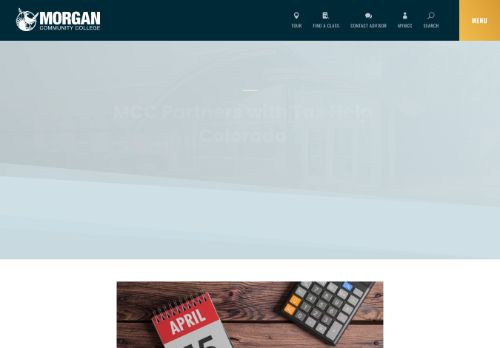 MORGAN
COMMUNITY COLLEGE
TOUR
FIND A CLASS
CONTACT ADVISOR
MYMCC
SEARCH
MENU
MCC Partners with Tax Help
Colorado
APRIL
15